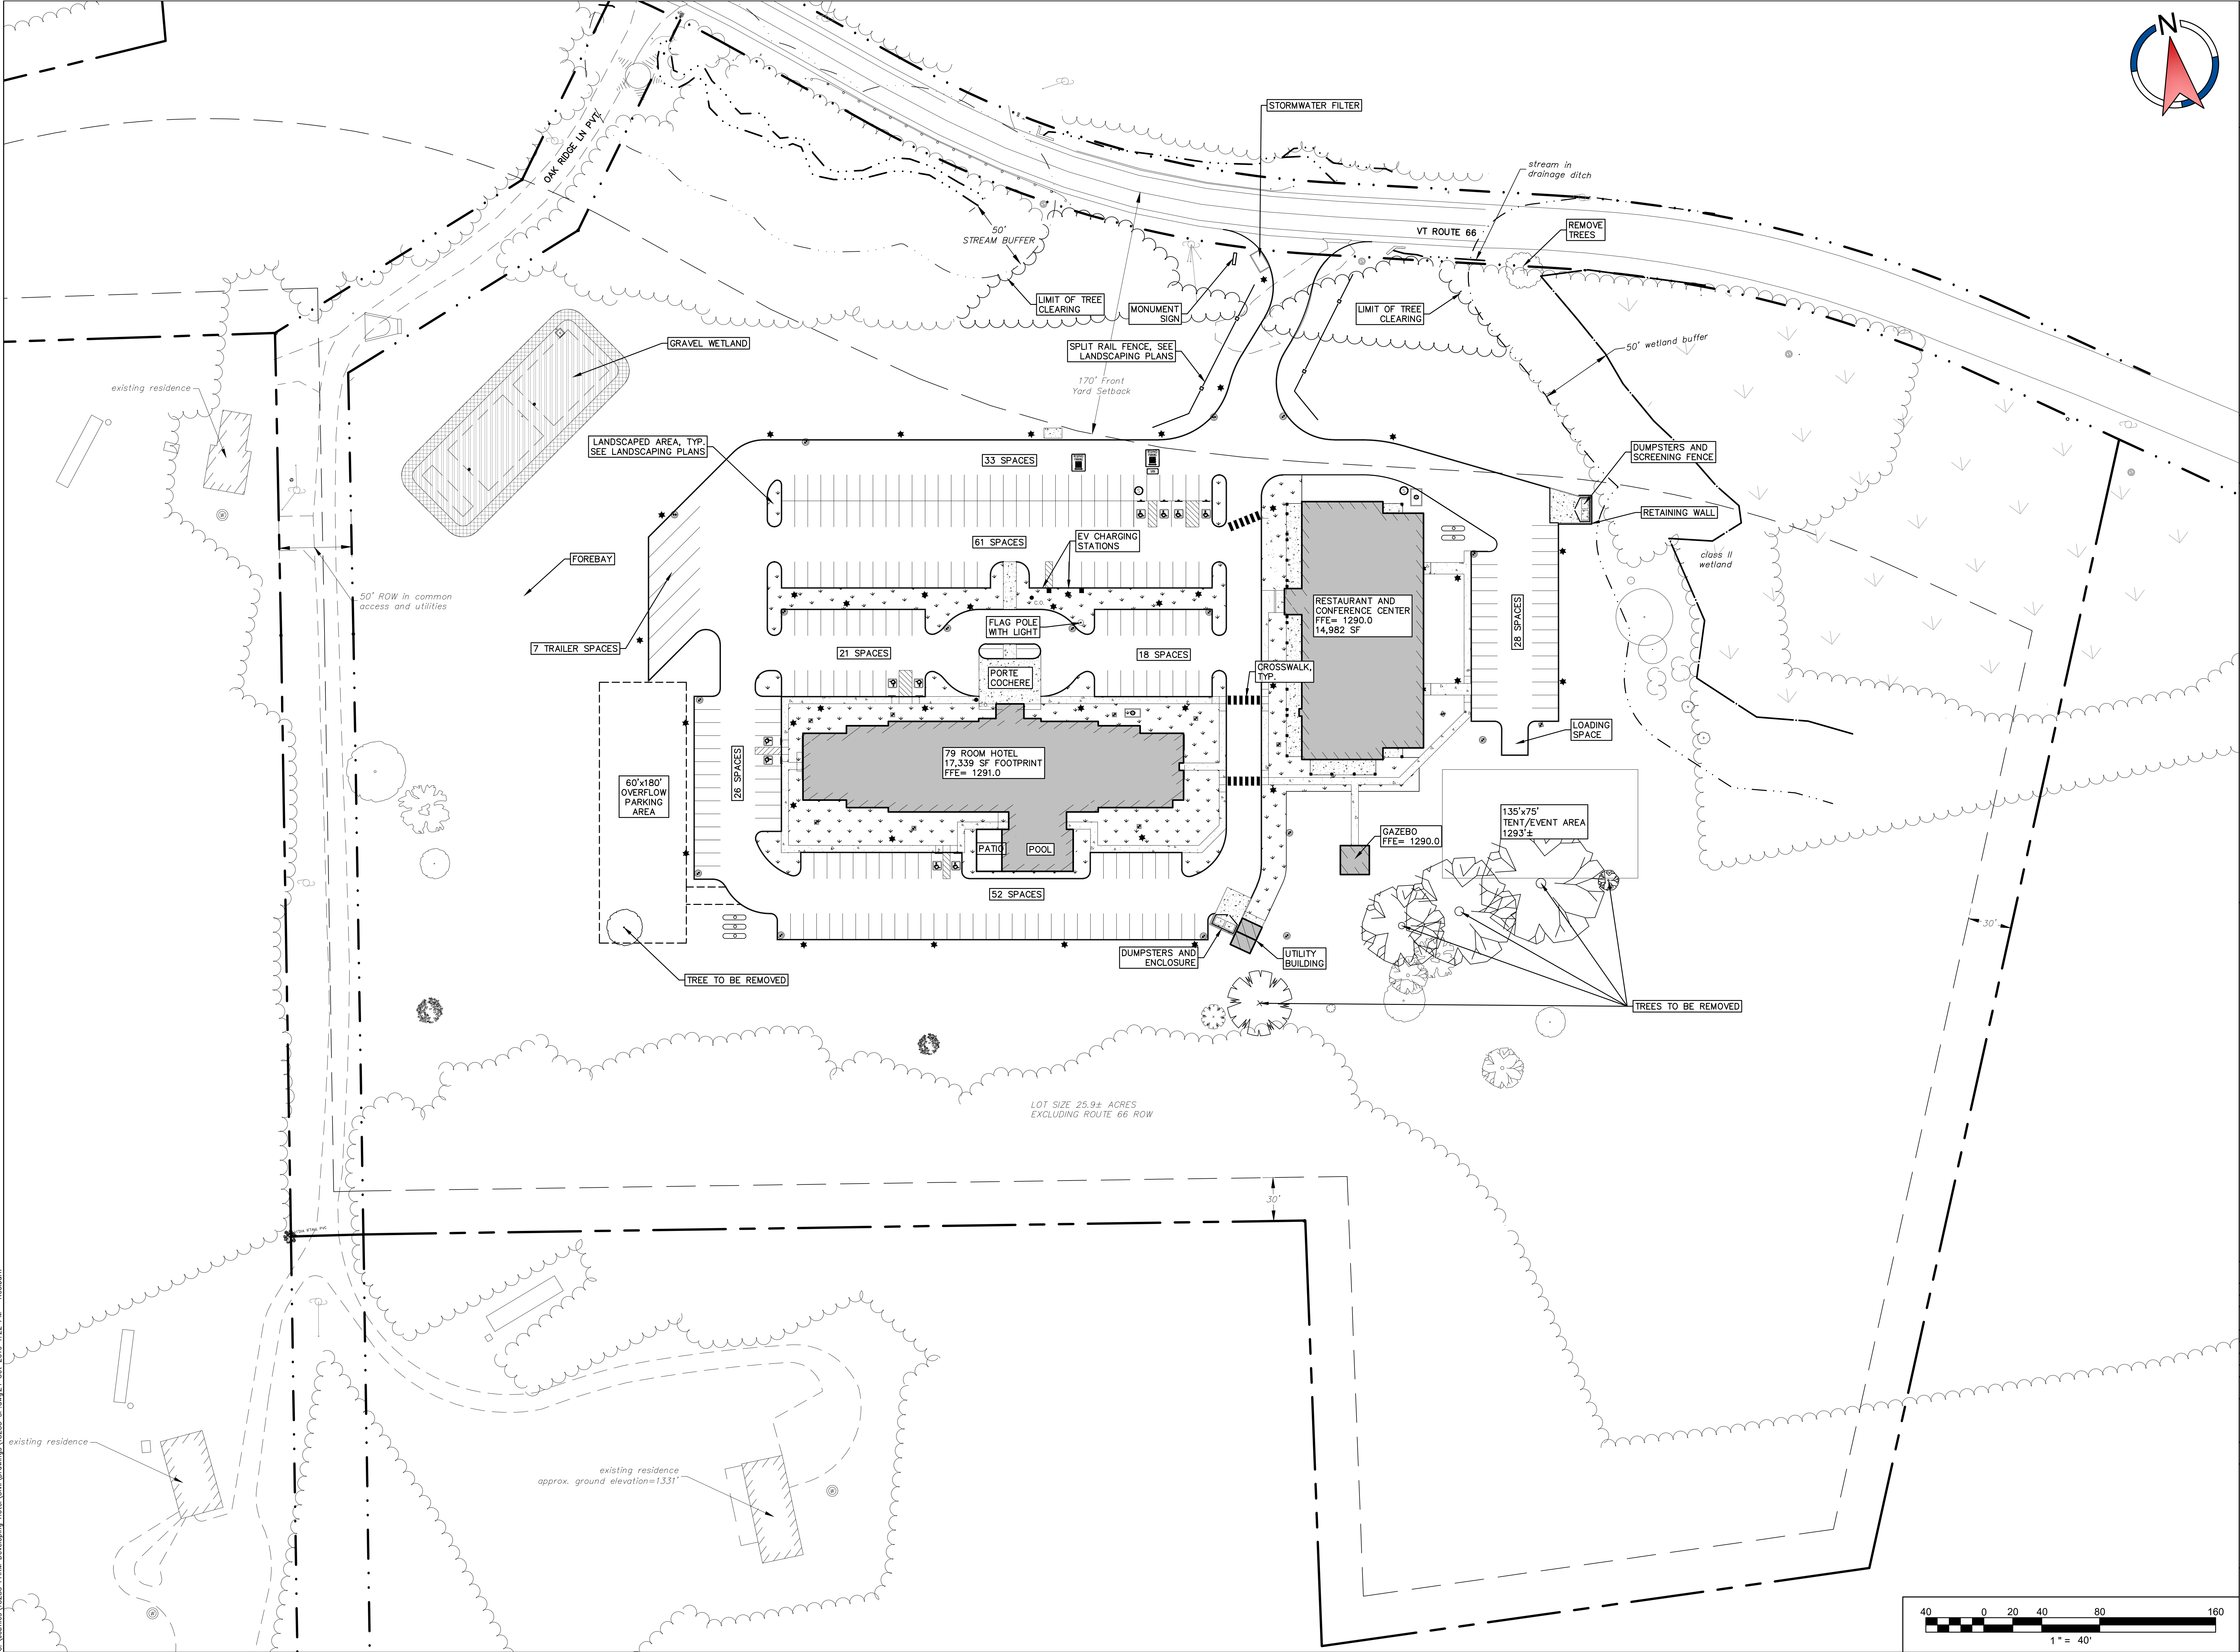 N
OAK RIDGE LN PVT.
STORMWATER FILTER
stream in
drainage ditch
REMOVE
TREES
VT ROUTE 66
50'
STREAM BUFFER
LIMIT OF TREE
CLEARING
MONUMENT
SIGN
LIMIT OF TREE
CLEARING
SPLIT RAIL FENCE, SEE
LANDSCAPING PLANS
50' wetland buffer
GRAVEL WETLAND
170' Front
Yard Setback
existing residence
LANDSCAPED AREA, TYP.
SEE LANDSCAPING PLANS
33 SPACES
DUMPSTERS AND
SCREENING FENCE
RETAINING WALL
61 SPACES
EV CHARGING
STATIONS
class II
wetland
FOREBAY
50' ROW in common
access and utilities
C.O.
RESTAURANT AND
CONFERENCE CENTER
FFE= 1290.0
14,982 SF
28 SPACES
FLAG POLE
WITH LIGHT
7 TRAILER SPACES
21 SPACES
18 SPACES
PORTE
COCHERE
CROSSWALK,
TYP.
C.O.
LOADING
SPACE
79 ROOM HOTEL
17,339 SF FOOTPRINT
FFE= 1291.0
26 SPACES
60'x180'
OVERFLOW
PARKING
AREA
135'x75'
TENT/EVENT AREA
1293'±
GAZEBO
FFE= 1290.0
PATIO
POOL
52 SPACES
30'
DUMPSTERS AND
ENCLOSURE
UTILITY
BUILDING
TREE TO BE REMOVED
TREES TO BE REMOVED
LOT SIZE 25.9± ACRES
EXCLUDING ROUTE 66 ROW
30'
existing residence
existing residence
approx. ground elevation=1331'
40 0 20 40 80 160
1 " = 40'